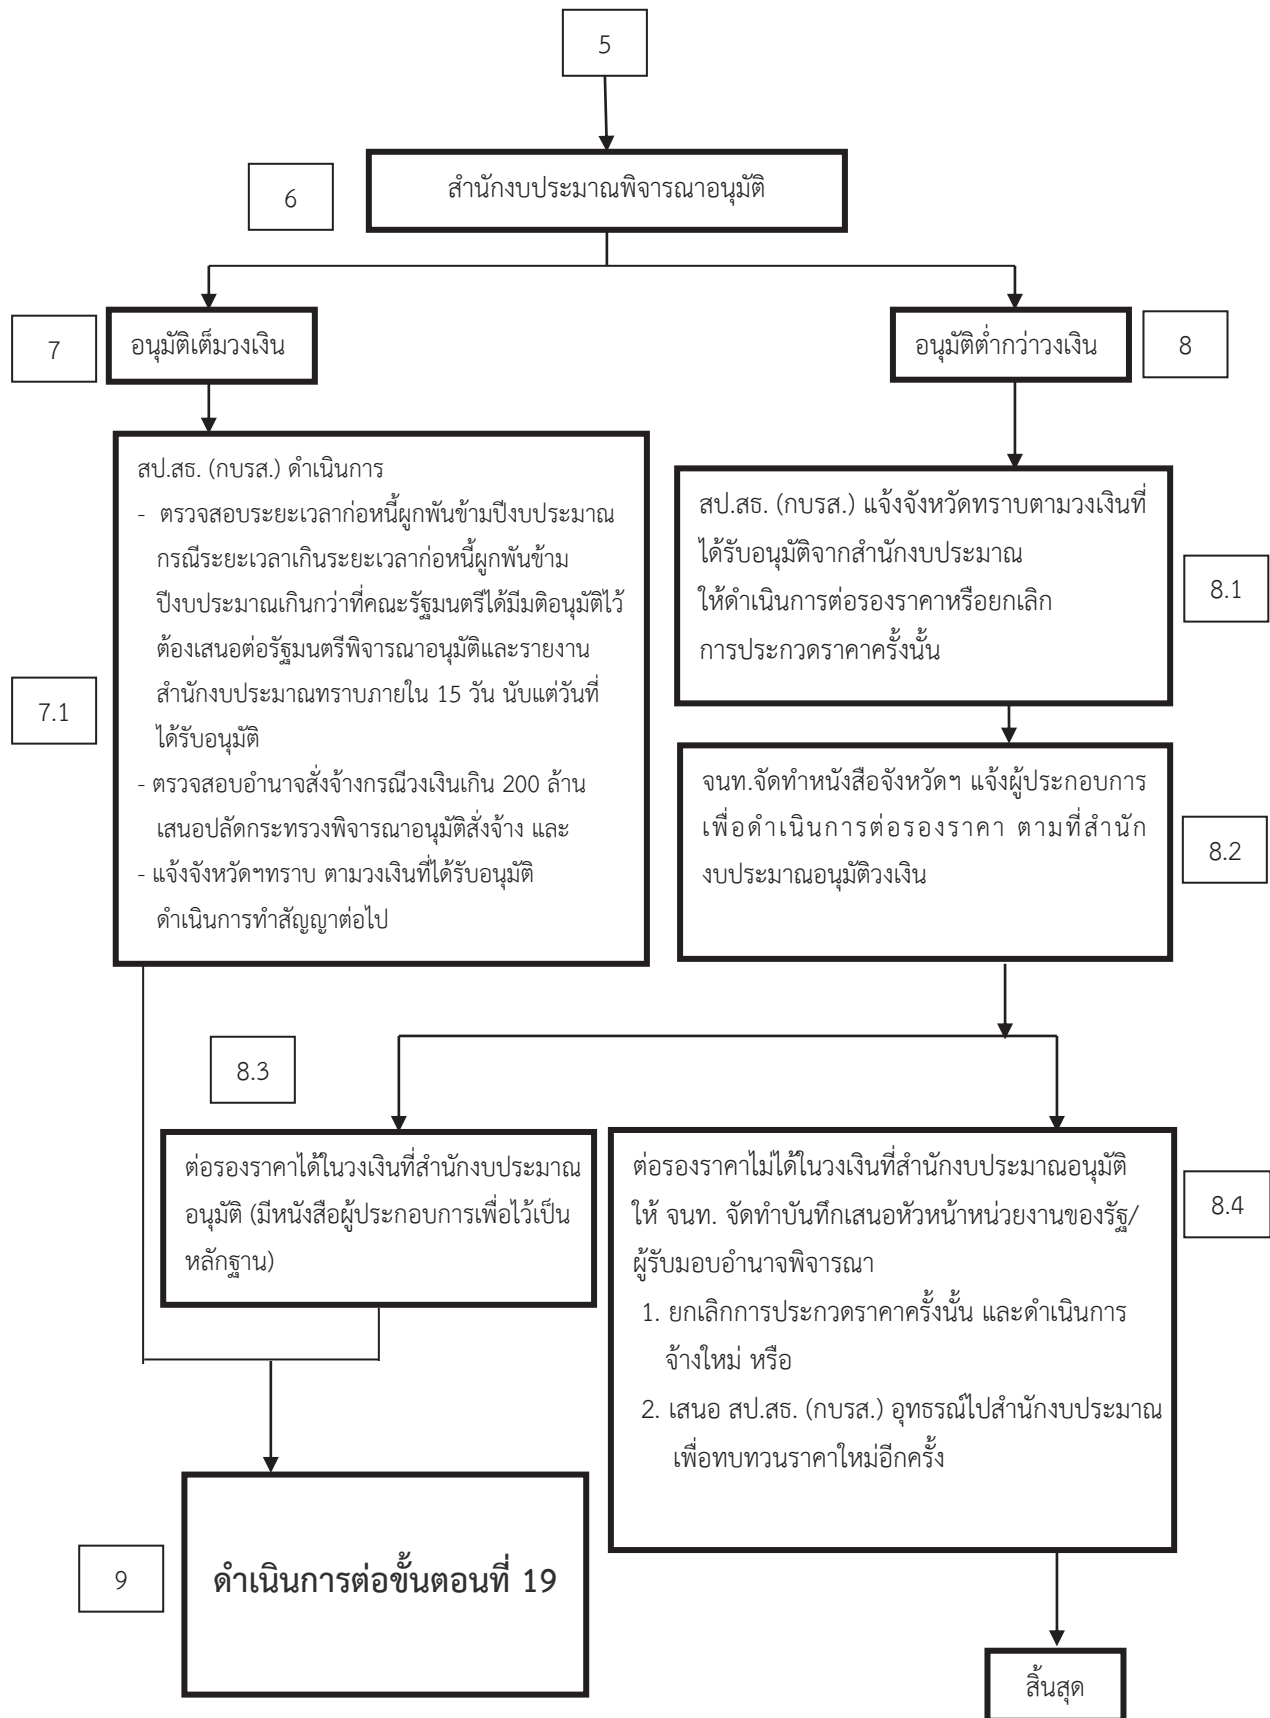 5
6
สำนักงบประมาณพิจารณาอนุมัติ
7
อนุมัติเต็มวงเงิน
อนุมัติต่ำกว่าวงเงิน
8
7.1
สป.สธ. (กบรส.) ดำเนินการ
- ตรวจสอบระยะเวลาก่อหนี้ผูกพันข้ามปีงบประมาณ
กรณีระยะเวลาเกินระยะเวลาก่อหนี้ผูกพันข้าม
ปีงบประมาณเกินกว่าที่คณะรัฐมนตรีได้มีมติอนุมัติไว้
ต้องเสนอต่อรัฐมนตรีพิจารณาอนุมัติและรายงาน
สำนักงบประมาณทราบภายใน 15 วัน นับแต่วันที่
ได้รับอนุมัติ
- ตรวจสอบอำนาจสั่งจ้างกรณีวงเงินเกิน 200 ล้าน
เสนอปลัดกระทรวงพิจารณาอนุมัติสั่งจ้าง และ
- แจ้งจังหวัดฯทราบ ตามวงเงินที่ได้รับอนุมัติ
ดำเนินการทำสัญญาต่อไป
สป.สธ. (กบรส.) แจ้งจังหวัดทราบตามวงเงินที่
ได้รับอนุมัติจากสำนักงบประมาณ
ให้ดำเนินการต่อรองราคาหรือยกเลิก
การประกวดราคาครั้งนั้น
8.1
จนท.จัดทำหนังสือจังหวัดฯ แจ้งผู้ประกอบการ
เพื่อดำเนินการต่อรองราคา ตามที่สำนัก
งบประมาณอนุมัติวงเงิน
8.2
8.3
ต่อรองราคาได้ในวงเงินที่สำนักงบประมาณ
อนุมัติ (มีหนังสือผู้ประกอบการเพื่อไว้เป็น
หลักฐาน)
ต่อรองราคาไม่ได้ในวงเงินที่สำนักงบประมาณอนุมัติ
ให้ จนท. จัดทำบันทึกเสนอหัวหน้าหน่วยงานของรัฐ/
ผู้รับมอบอำนาจพิจารณา
1. ยกเลิกการประกวดราคาครั้งนั้น และดำเนินการ
จ้างใหม่ หรือ
2. เสนอ สป.สธ. (กบรส.) อุทธรณ์ไปสำนักงบประมาณ
เพื่อทบทวนราคาใหม่อีกครั้ง
8.4
9
ดำเนินการต่อขั้นตอนที่ 19
สิ้นสุด